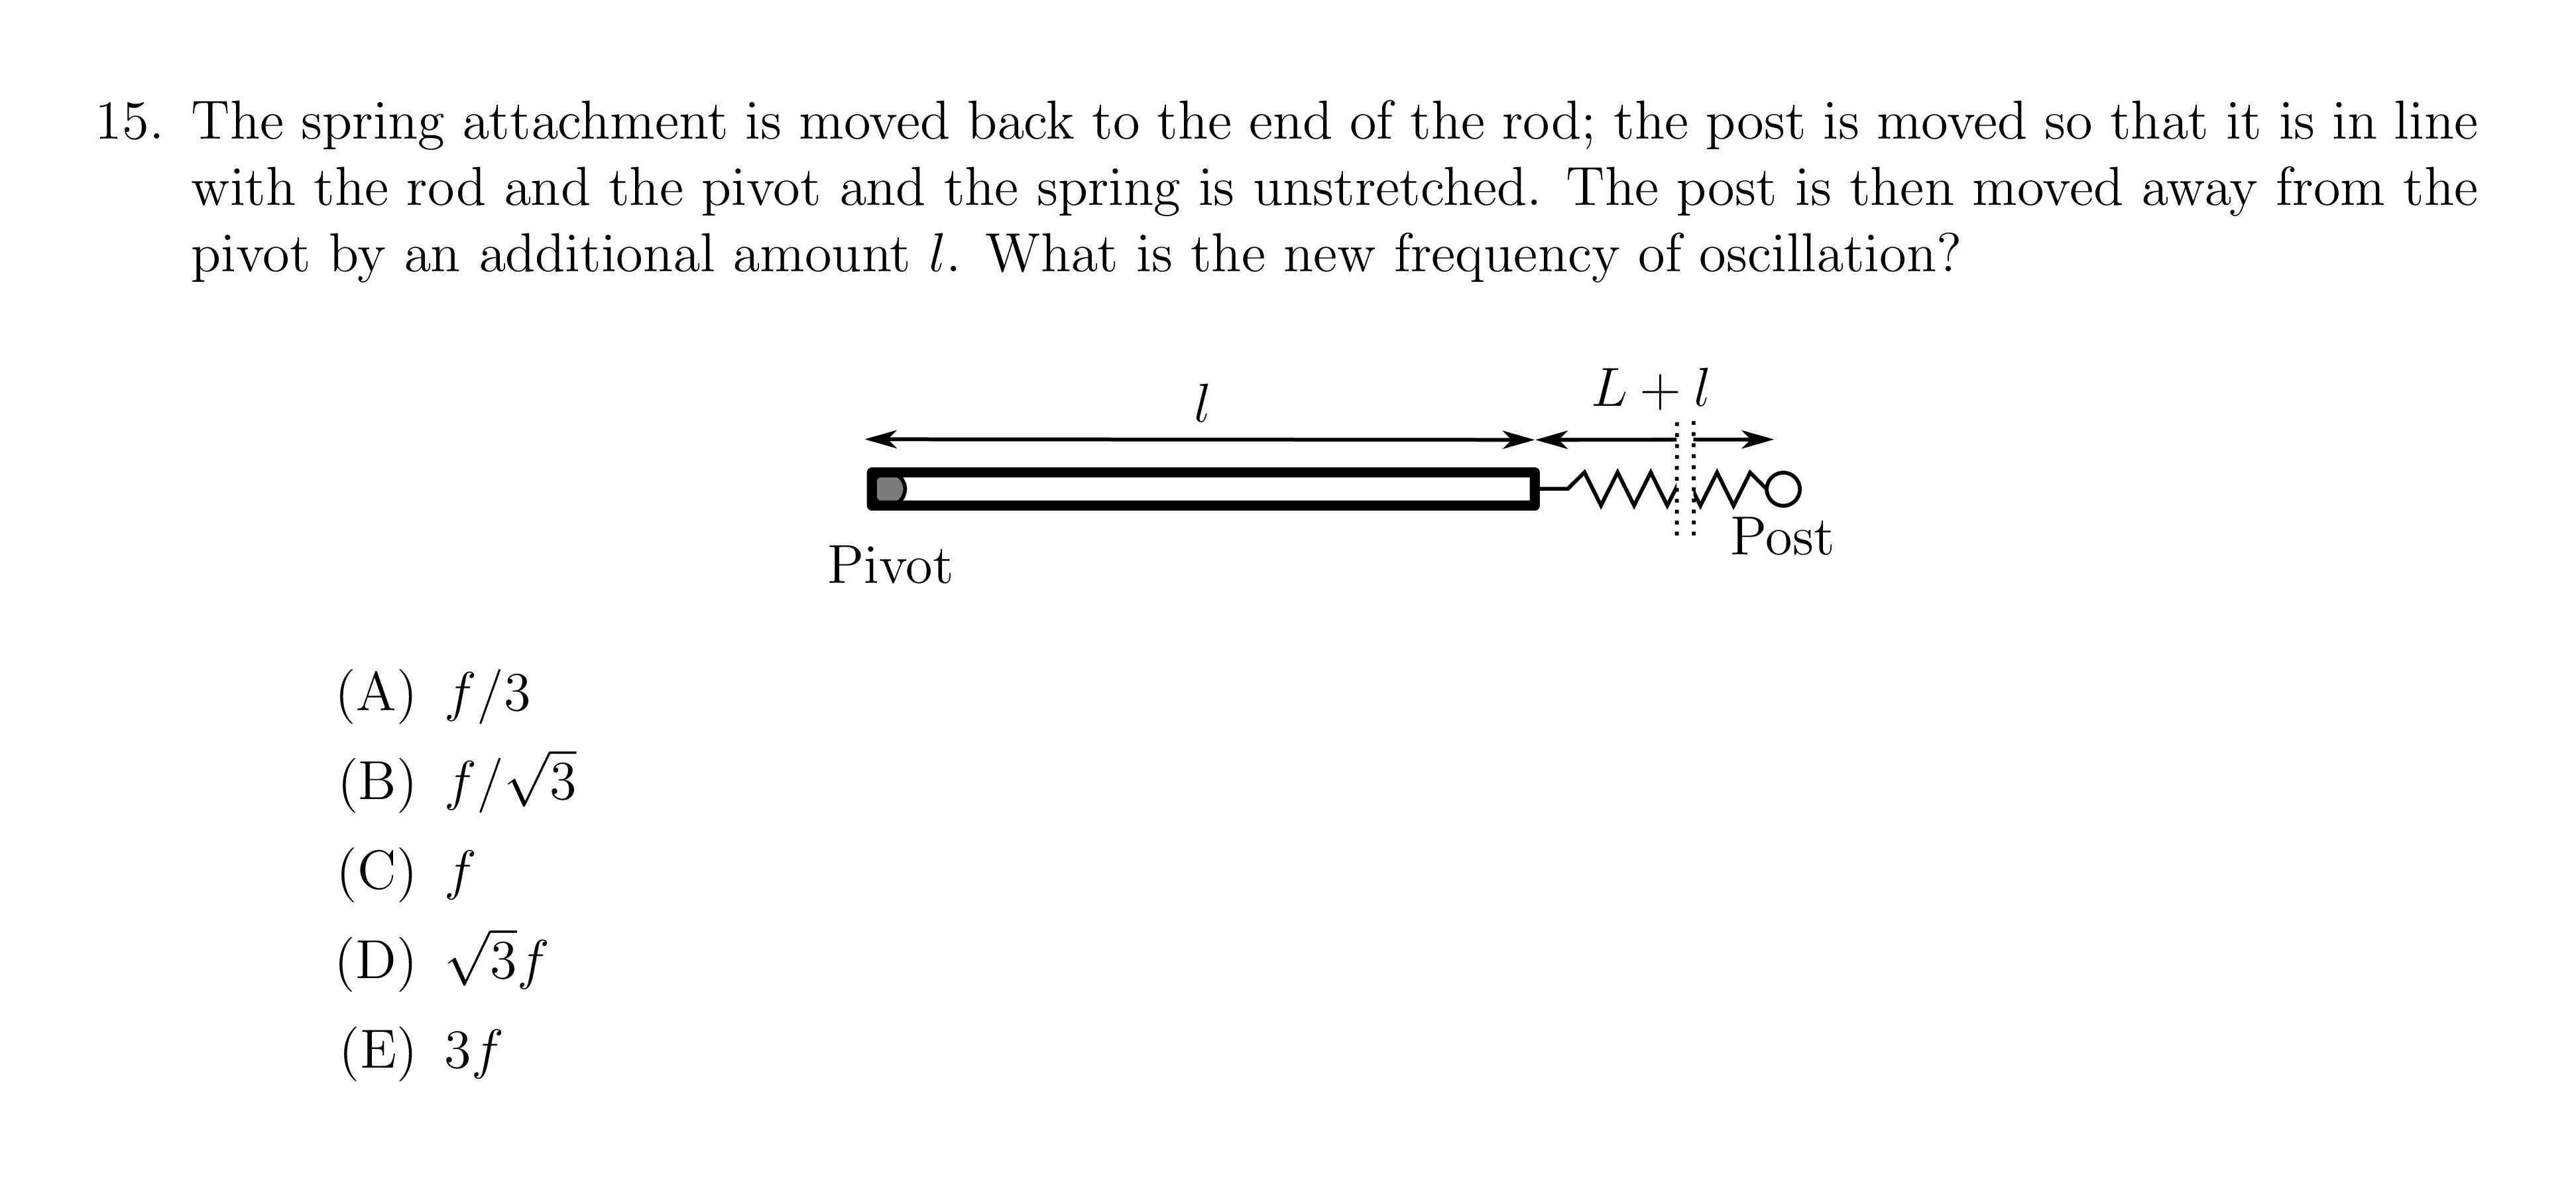 15. The spring attachment is moved back to the end of the rod; the post is moved so that it is in line
with the rod and the pivot and the spring is unstretched. The post is then moved away from the
pivot by an additional amount l. What is the new frequency of oscillation?
l
L + l
Post
Pivot
(A) f/3
(B) f/√3
(C) f
(D) √3f
(E) 3f